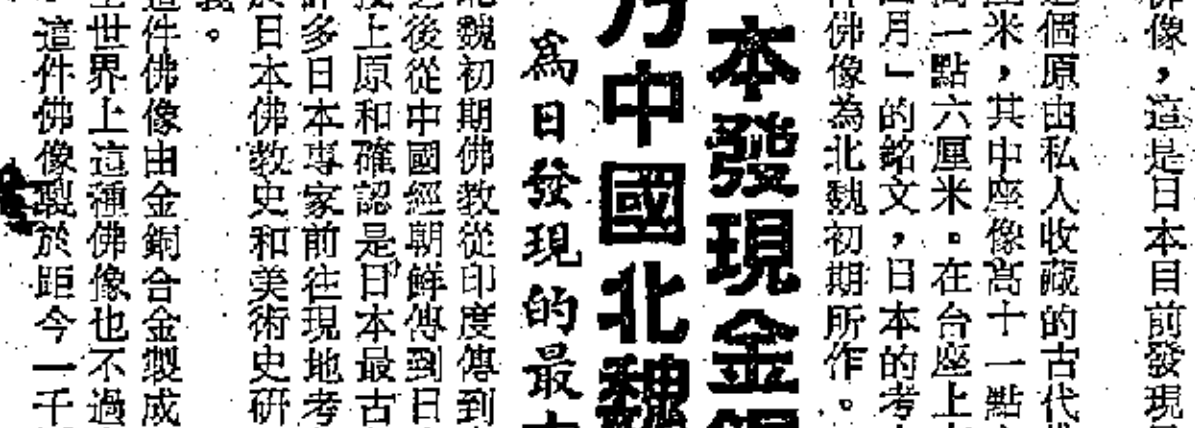 佛像，這是日本目前發現
這個原由私人收藏的古代
米，其中座像高十一點
一點六厘米。在台座上
月」的銘文，日本的考
件佛像為北魏初期所作。
本發現金銅
乃中國北魏
為日發現的最古
北魏初期佛教從印度傳到
之後從中國經朝鮮傳到日
上原和確認是日本最古
許多日本專家前往現地考
於日本佛教史和美術史研
義。
這件佛像由金銅合金製成
世界上這種佛像也不過
這件佛像製於距今一千